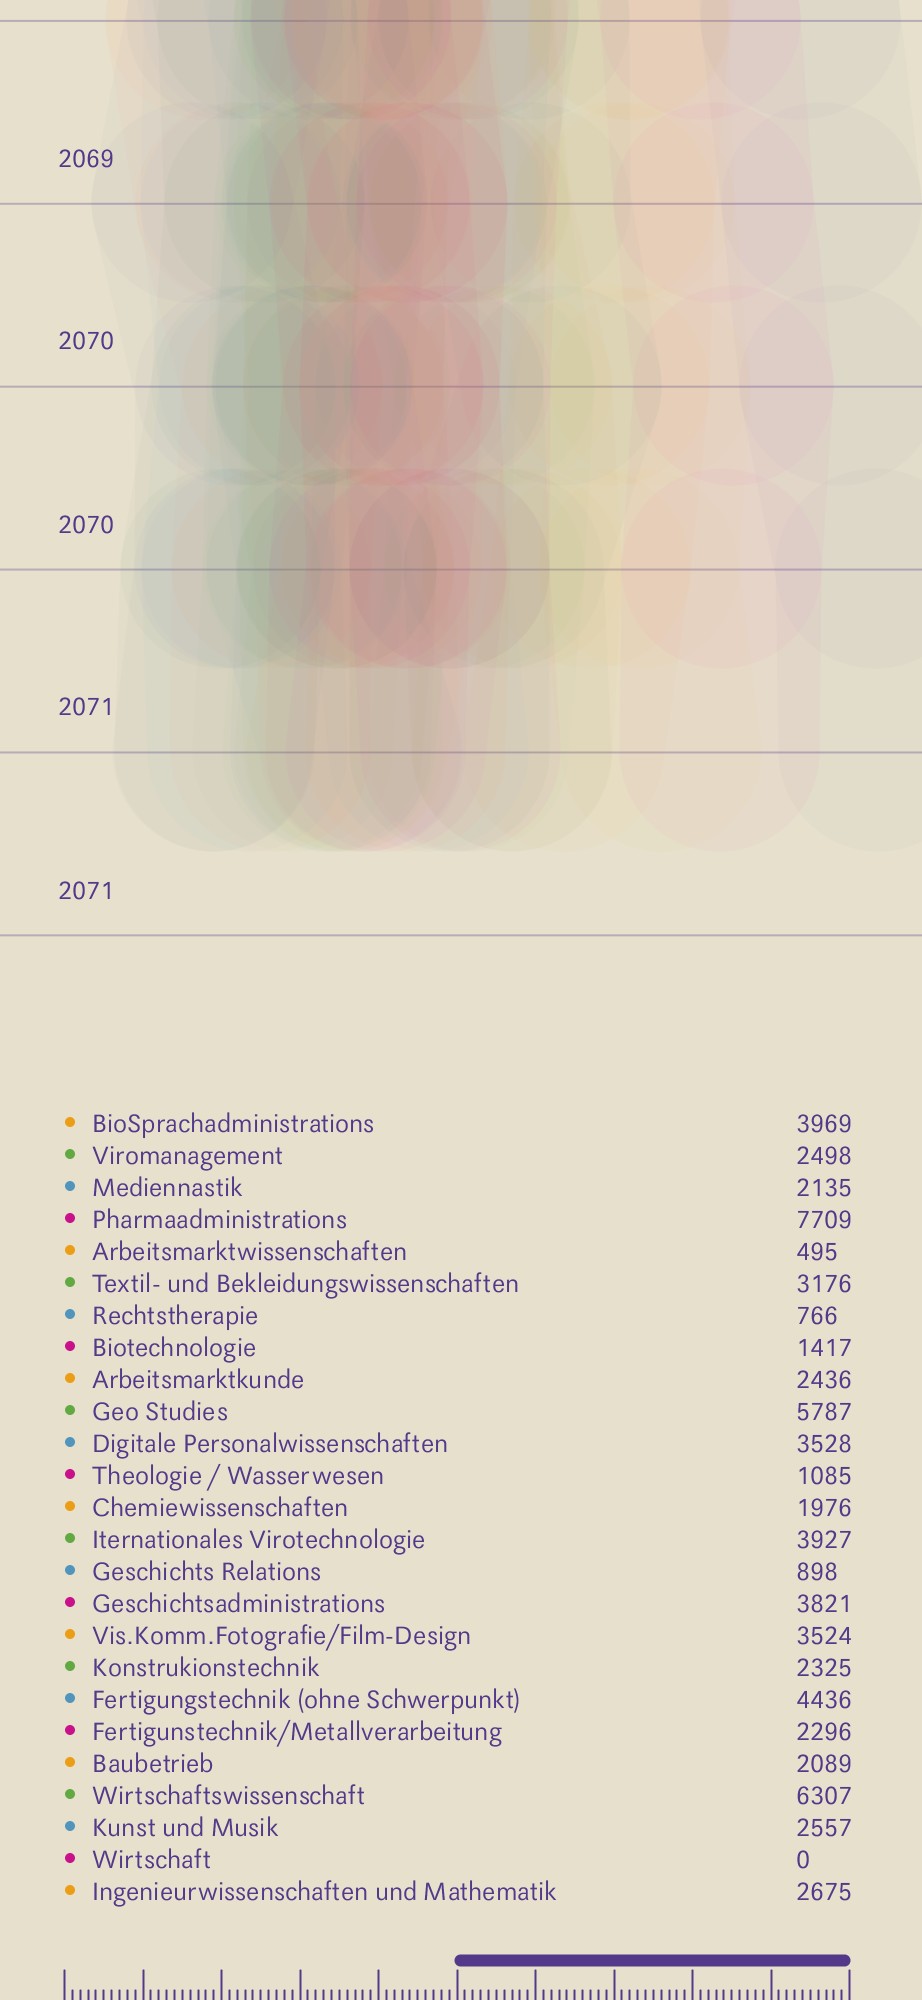 2069
2070
2070
2071
2071
BioSprachadministrations 3969
Viromanagement 2498
Mediennastik 2135
Pharmaadministrations 7709
Arbeitsmarktwissenschaften 495
Textil- und Bekleidungswissenschaften 3176
Rechtstherapie 766
Biotechnologie 1417
Arbeitsmarktkunde 2436
Geo Studies 5787
Digitale Personalwissenschaften 3528
Theologie / Wasserwesen 1085
Chemiewissenschaften 1976
Iternationales Virotechnologie 3927
Geschichts Relations 898
Geschichtsadministrations 3821
Vis.Komm.Fotografie/Film-Design 3524
Konstrukionstechnik 2325
Fertigungstechnik (ohne Schwerpunkt) 4436
Fertigunstechnik/Metallverarbeitung 2296
Baubetrieb 2089
Wirtschaftswissenschaft 6307
Kunst und Musik 2557
Wirtschaft 0
Ingenieurwissenschaften und Mathematik 2675